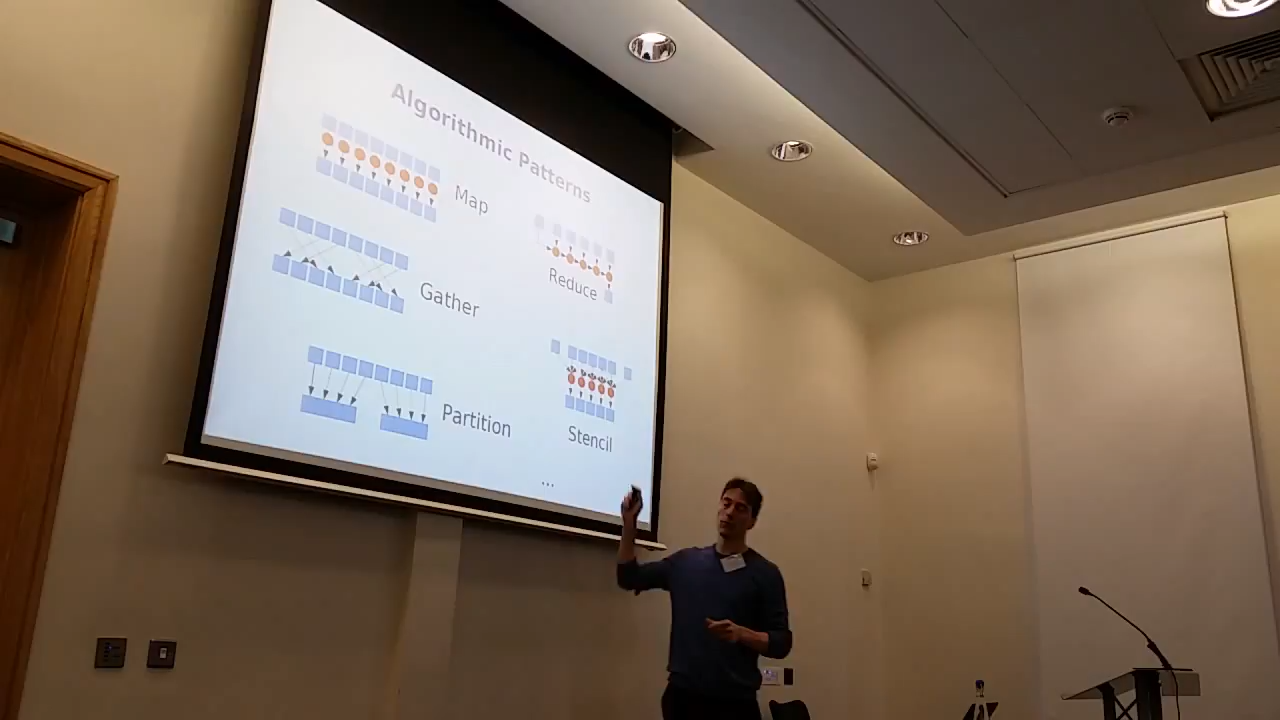 Algorithmic Patterns
Map
Reduce
Gather
Partition
Stencil
...